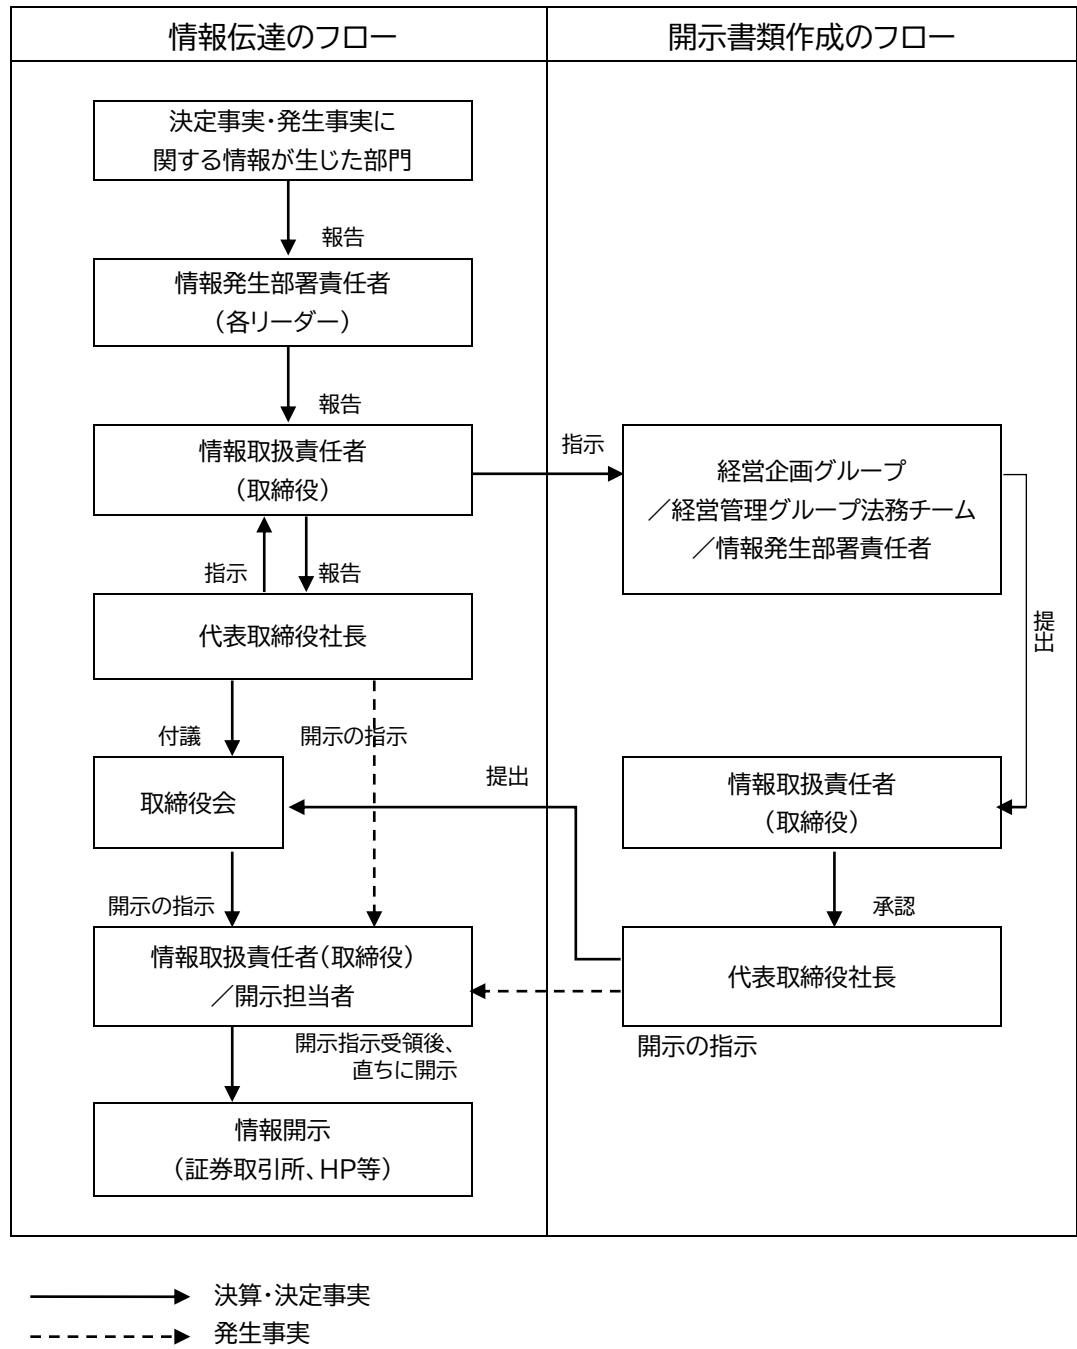 情報伝達のフロー
開示書類作成のフロー
決定事実・発生事実に
関する情報が生じた部門
報告
情報発生部署責任者
（各リーダー）
報告
情報取扱責任者
（取締役）
指示
経営企画グループ
／経営管理グループ法務チーム
／情報発生部署責任者
指示
報告
代表取締役社長
提出
付議
開示の指示
取締役会
提出
情報取扱責任者
（取締役）
開示の指示
承認
情報取扱責任者（取締役）
／開示担当者
代表取締役社長
開示の指示
開示指示受領後、
直ちに開示
情報開示
（証券取引所、HP等）
決算・決定事実
発生事実